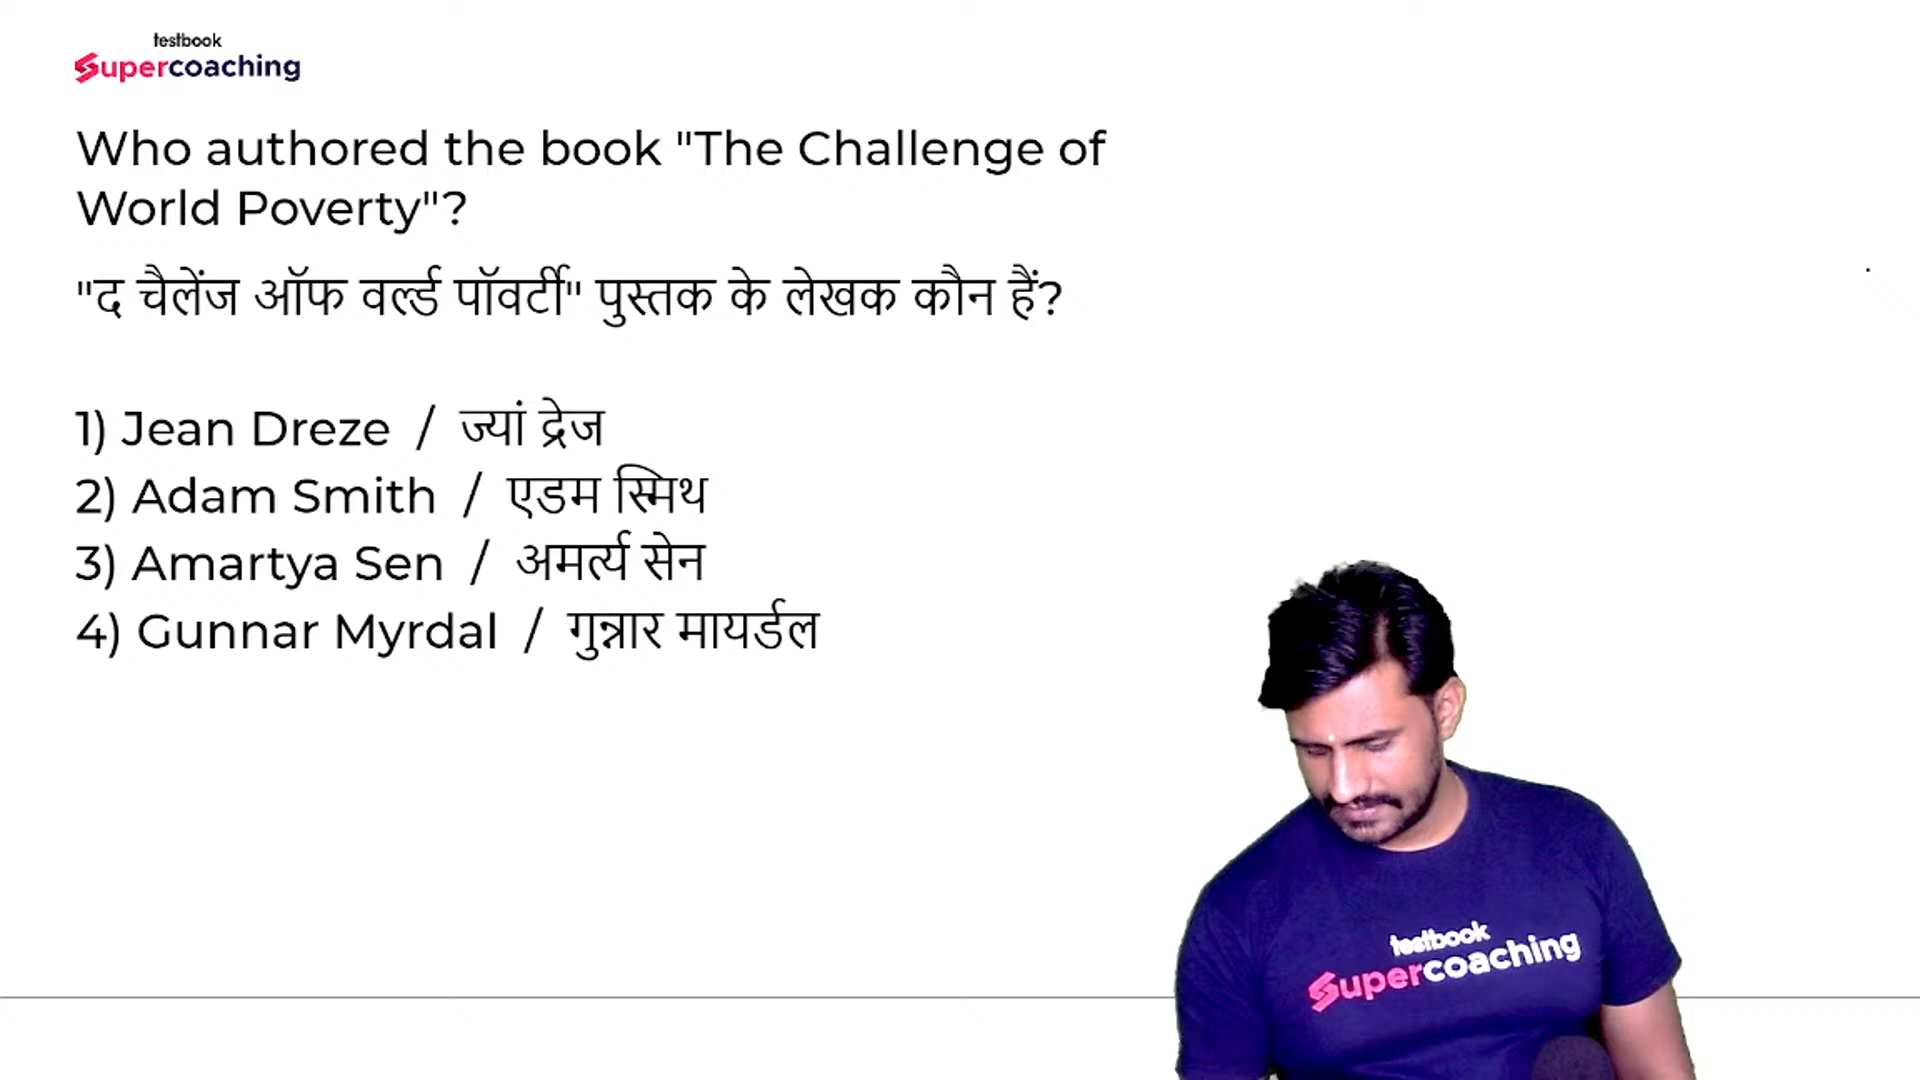 testbook
Supercoaching
Who authored the book "The Challenge of
World Poverty"?
"द चैलेंज ऑफ वर्ल्ड पॉवर्टी" पुस्तक के लेखक कौन हैं?
1) Jean Dreze / ज्यां द्रेज
2) Adam Smith / एडम स्मिथ
3) Amartya Sen / अमर्त्य सेन
4) Gunnar Myrdal / गुन्नार मायर्डल
testbook
Supercoaching